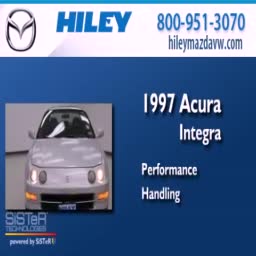 HILEY
800-951-3070
hileymazdavw.com
1997 Acura
Integra
Performance
Handling
SiSTeR
TECHNOLOGIES
powered by SiSTeR